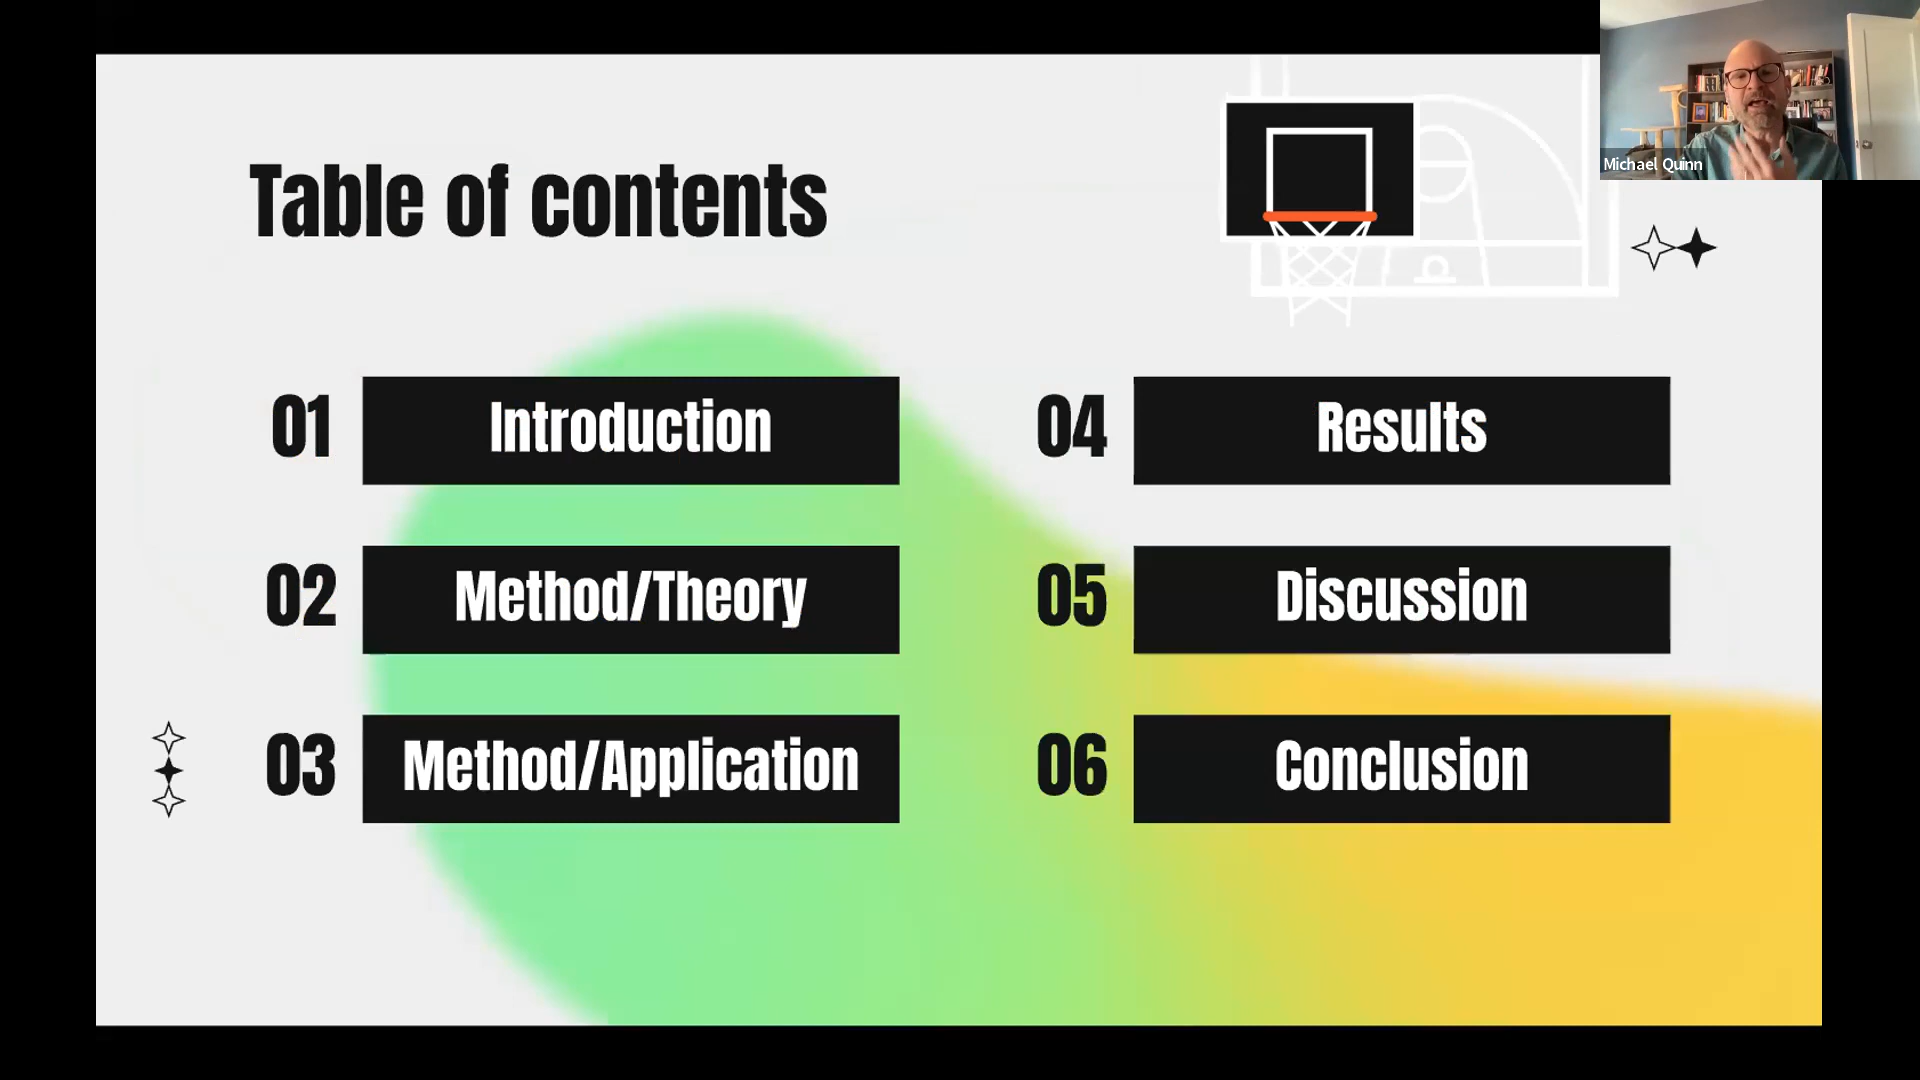 Michael Quinn
Table of contents
01 Introduction
02 Method/Theory
03 Method/Application
04 Results
05 Discussion
06 Conclusion